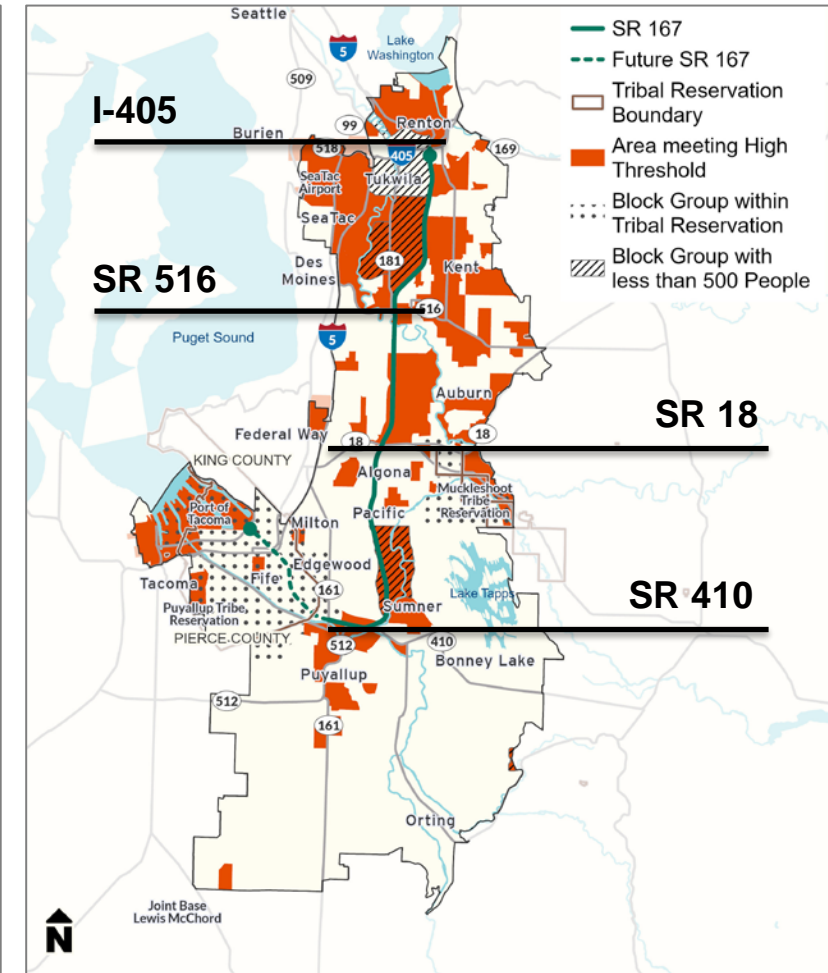 Seattle
5
Lake
Washington
509
I-405
99
Renton
Burien
518
405
169
SeaTac
Airport
Tukwila
SeaTac
181
Des
Moines
Kent
SR 516
516
5
Puget Sound
Auburn
SR 18
Federal Way
18
18
KING COUNTY
Algona
Muckleshoot
Tribe
Reservation
Port of
Tacoma
Pacific
Milton
Edgewood
Tacoma
Fife
161
Lake Tapps
Puyallup Tribe
Reservation
Sumner
SR 410
PIERCE COUNTY
512
410
Bonney Lake
Puyallup
512
161
Orting
Joint Base
Lewis McChord
N
SR 167
Future SR 167
Tribal Reservation
Boundary
Area meeting High
Threshold
Block Group within
Tribal Reservation
Block Group with
less than 500 People